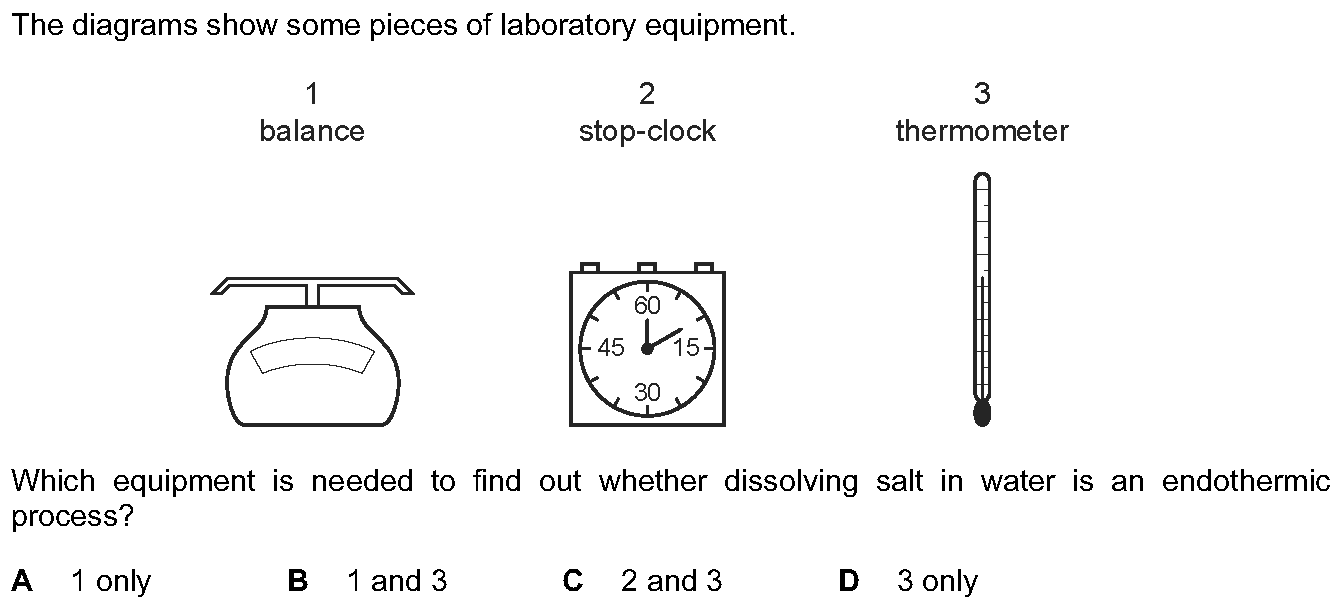 The diagrams show some pieces of laboratory equipment.
1 2 3
balance stop-clock thermometer
60
45 15
30
Which equipment is needed to find out whether dissolving salt in water is an endothermic
process?
A 1 only B 1 and 3 C 2 and 3 D 3 only